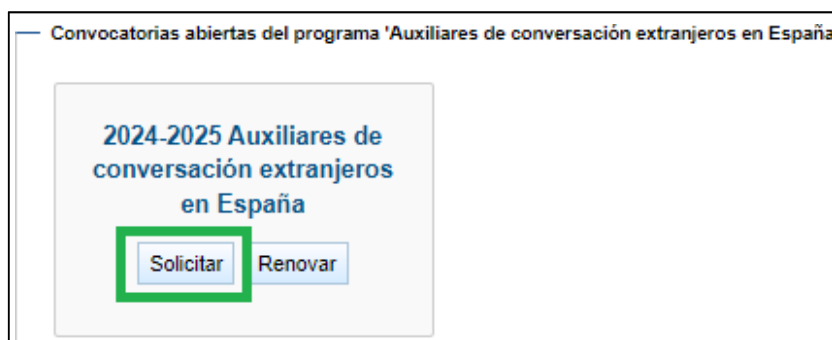 Convocatorias abiertas del programa 'Auxiliares de conversación extranjeros en España
2024-2025 Auxiliares de
conversación extranjeros
en España
Solicitar Renovar